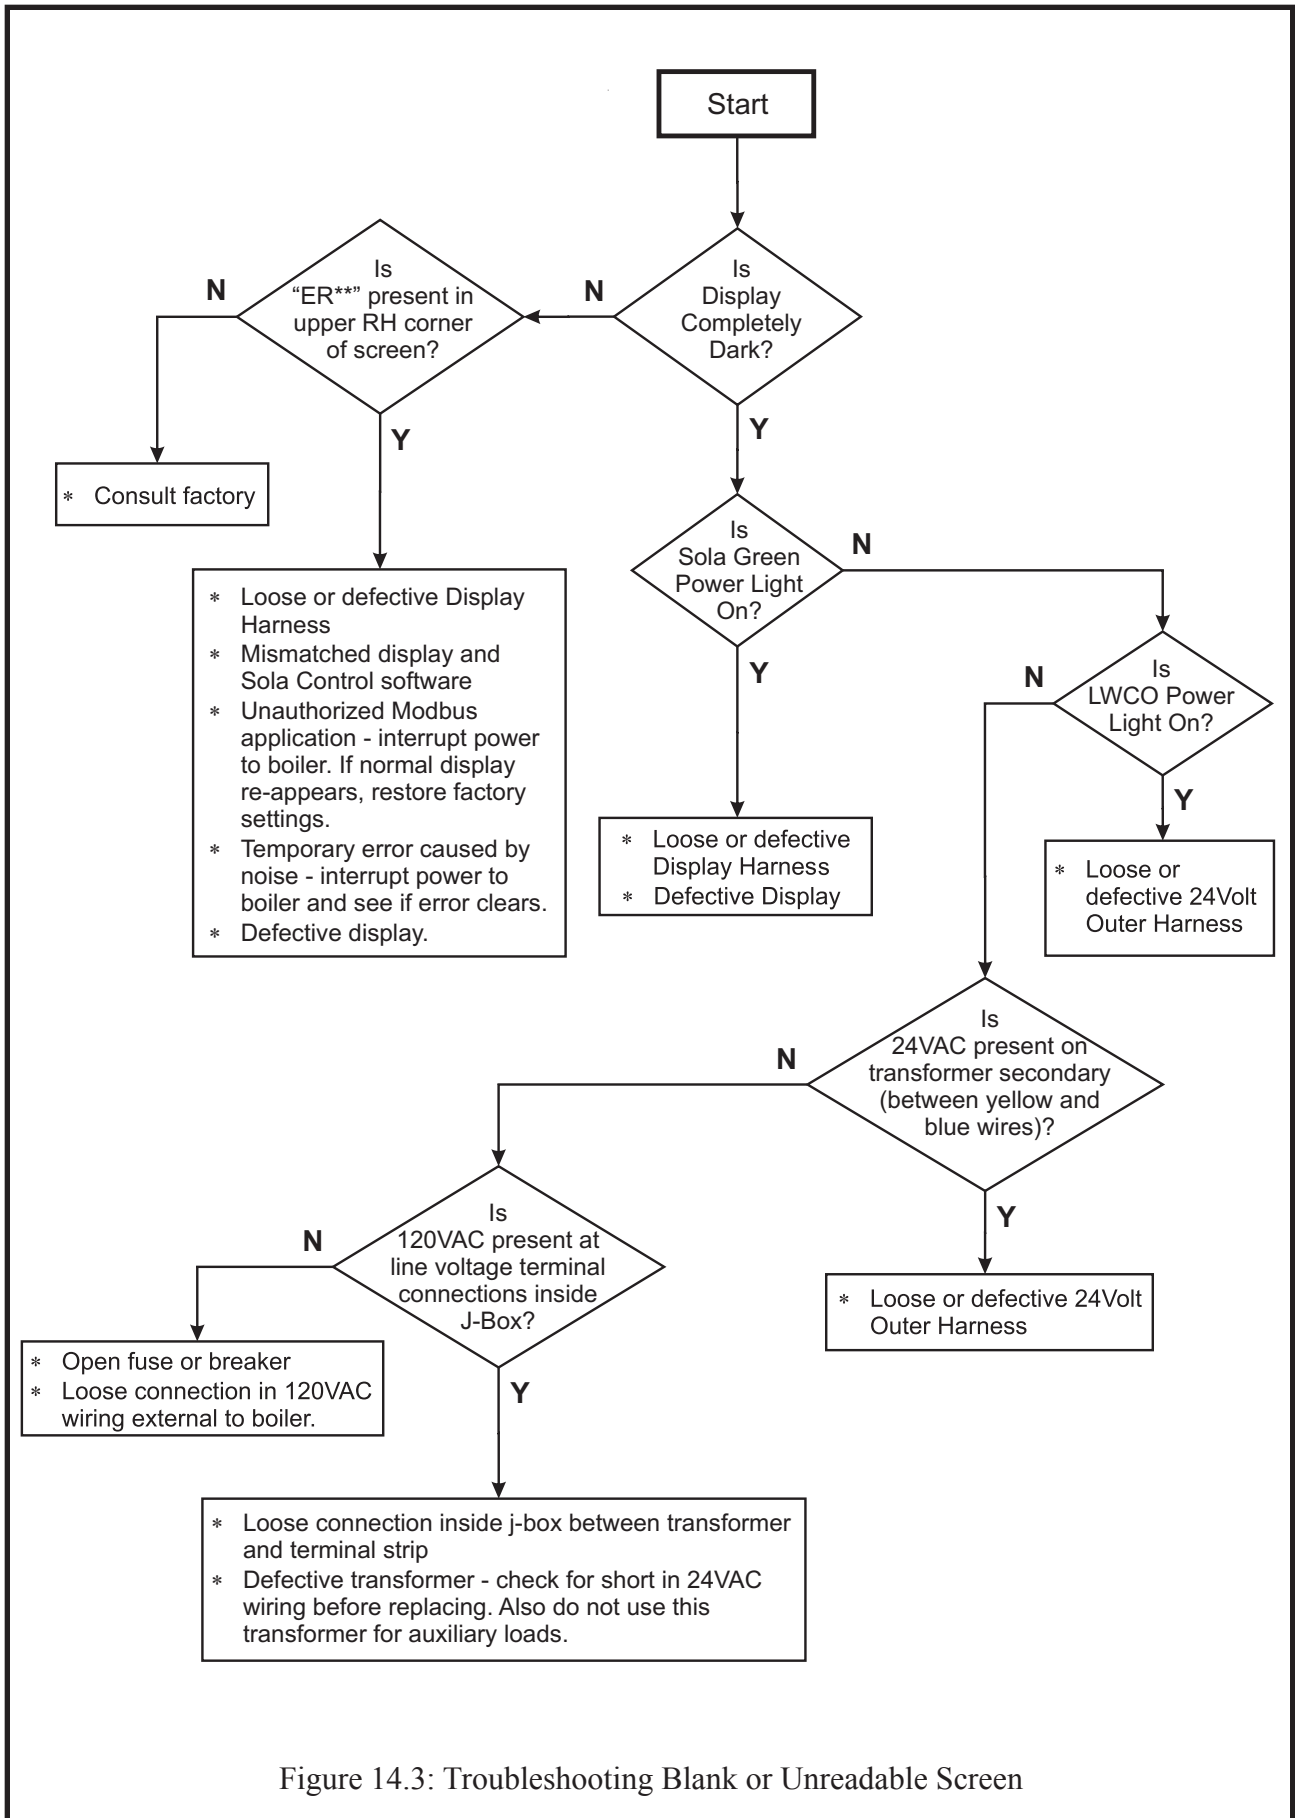 Start
Is
Display
Completely
Dark?
N
Y
Is
“ER**” present in
upper RH corner
of screen?
N
Y
* Consult factory
* Loose or defective Display
Harness
* Mismatched display and
Sola Control software
* Unauthorized Modbus
application - interrupt power
to boiler. If normal display
re-appears, restore factory
settings.
* Temporary error caused by
noise - interrupt power to
boiler and see if error clears.
* Defective display.
Is
Sola Green
Power Light
On?
N
Y
* Loose or defective
Display Harness
* Defective Display
Is
LWCO Power
Light On?
N
Y
* Loose or
defective 24Volt
Outer Harness
Is
24VAC present on
transformer secondary
(between yellow and
blue wires)?
N
Y
* Loose or defective 24Volt
Outer Harness
Is
120VAC present at
line voltage terminal
connections inside
J-Box?
N
Y
* Open fuse or breaker
* Loose connection in 120VAC
wiring external to boiler.
* Loose connection inside j-box between transformer
and terminal strip
* Defective transformer - check for short in 24VAC
wiring before replacing. Also do not use this
transformer for auxiliary loads.
Figure 14.3: Troubleshooting Blank or Unreadable Screen